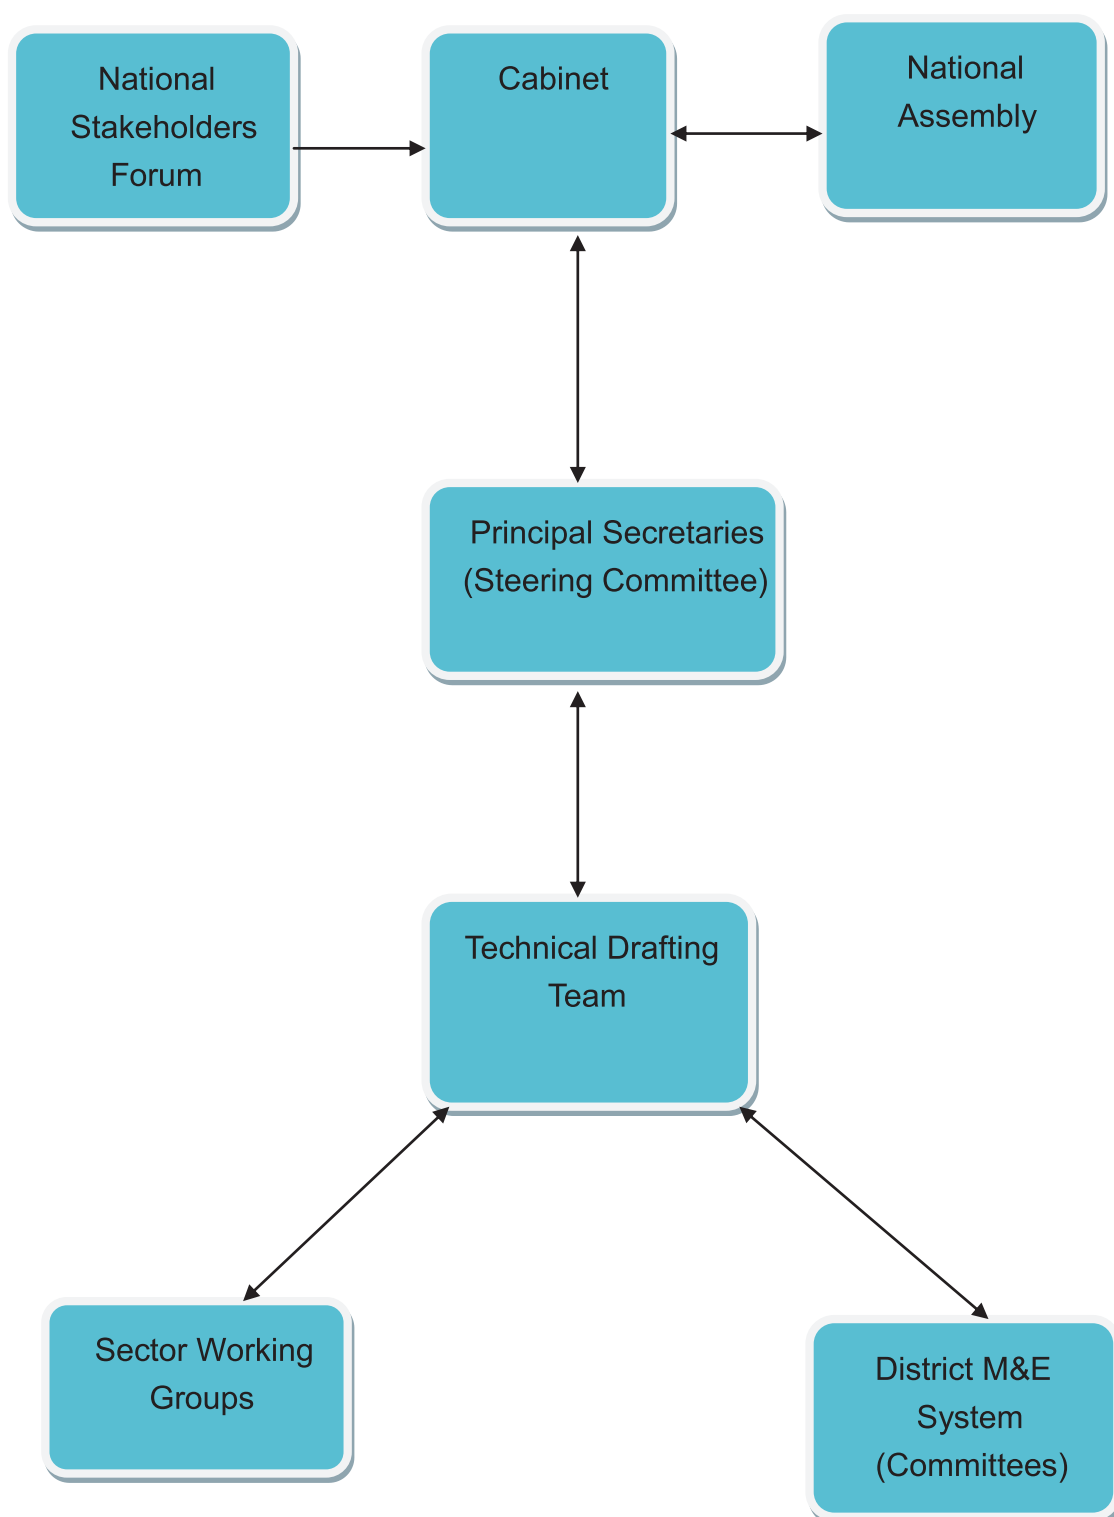 National
Stakeholders
Forum
Cabinet
National
Assembly
Principal Secretaries
(Steering Committee)
Technical Drafting
Team
Sector Working
Groups
District M&E
System
(Committees)